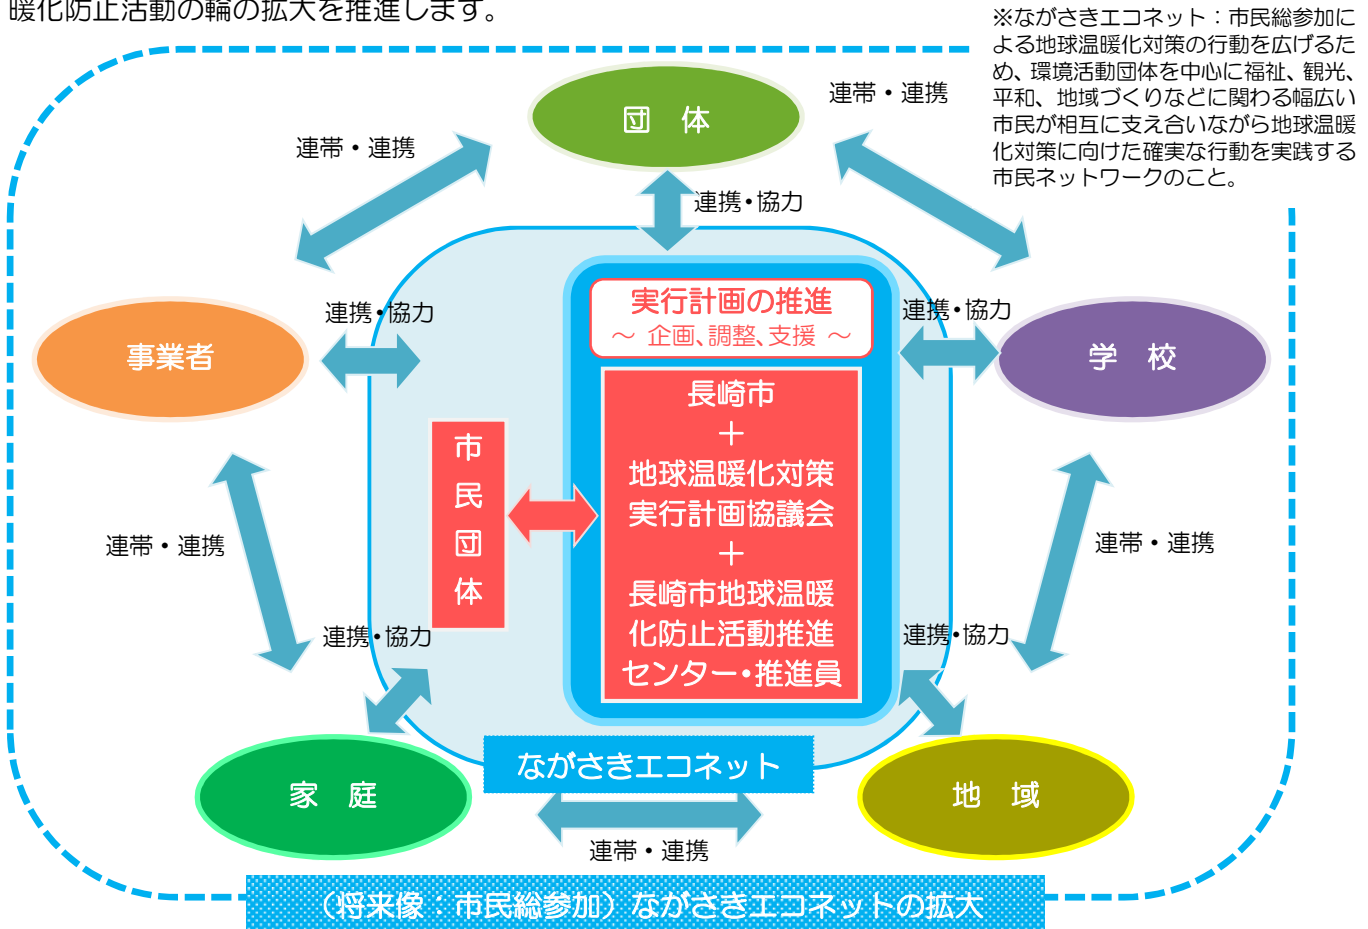 暖化防止活動の輪の拡大を推進します。
※ながさきエコネット：市民総参加に
よる地球温暖化対策の行動を広げるた
め、環境活動団体を中心に福祉、観光、
平和、地域づくりなどに関わる幅広い
市民が相互に支え合いながら地球温暖
化対策に向けた確実な行動を実践する
市民ネットワークのこと。
団　体
連帯・連携
連帯・連携
連携・協力
実行計画の推進
～ 企画、調整、支援 ～
連携・協力
連携・協力
事業者
学　校
長崎市
＋
地球温暖化対策
実行計画協議会
＋
長崎市地球温暖
化防止活動推進
センター・推進員
市
民
団
体
連帯・連携
連帯・連携
連携・協力
連携・協力
ながさきエコネット
家　庭
地　域
連帯・連携
（将来像：市民総参加）ながさきエコネットの拡大